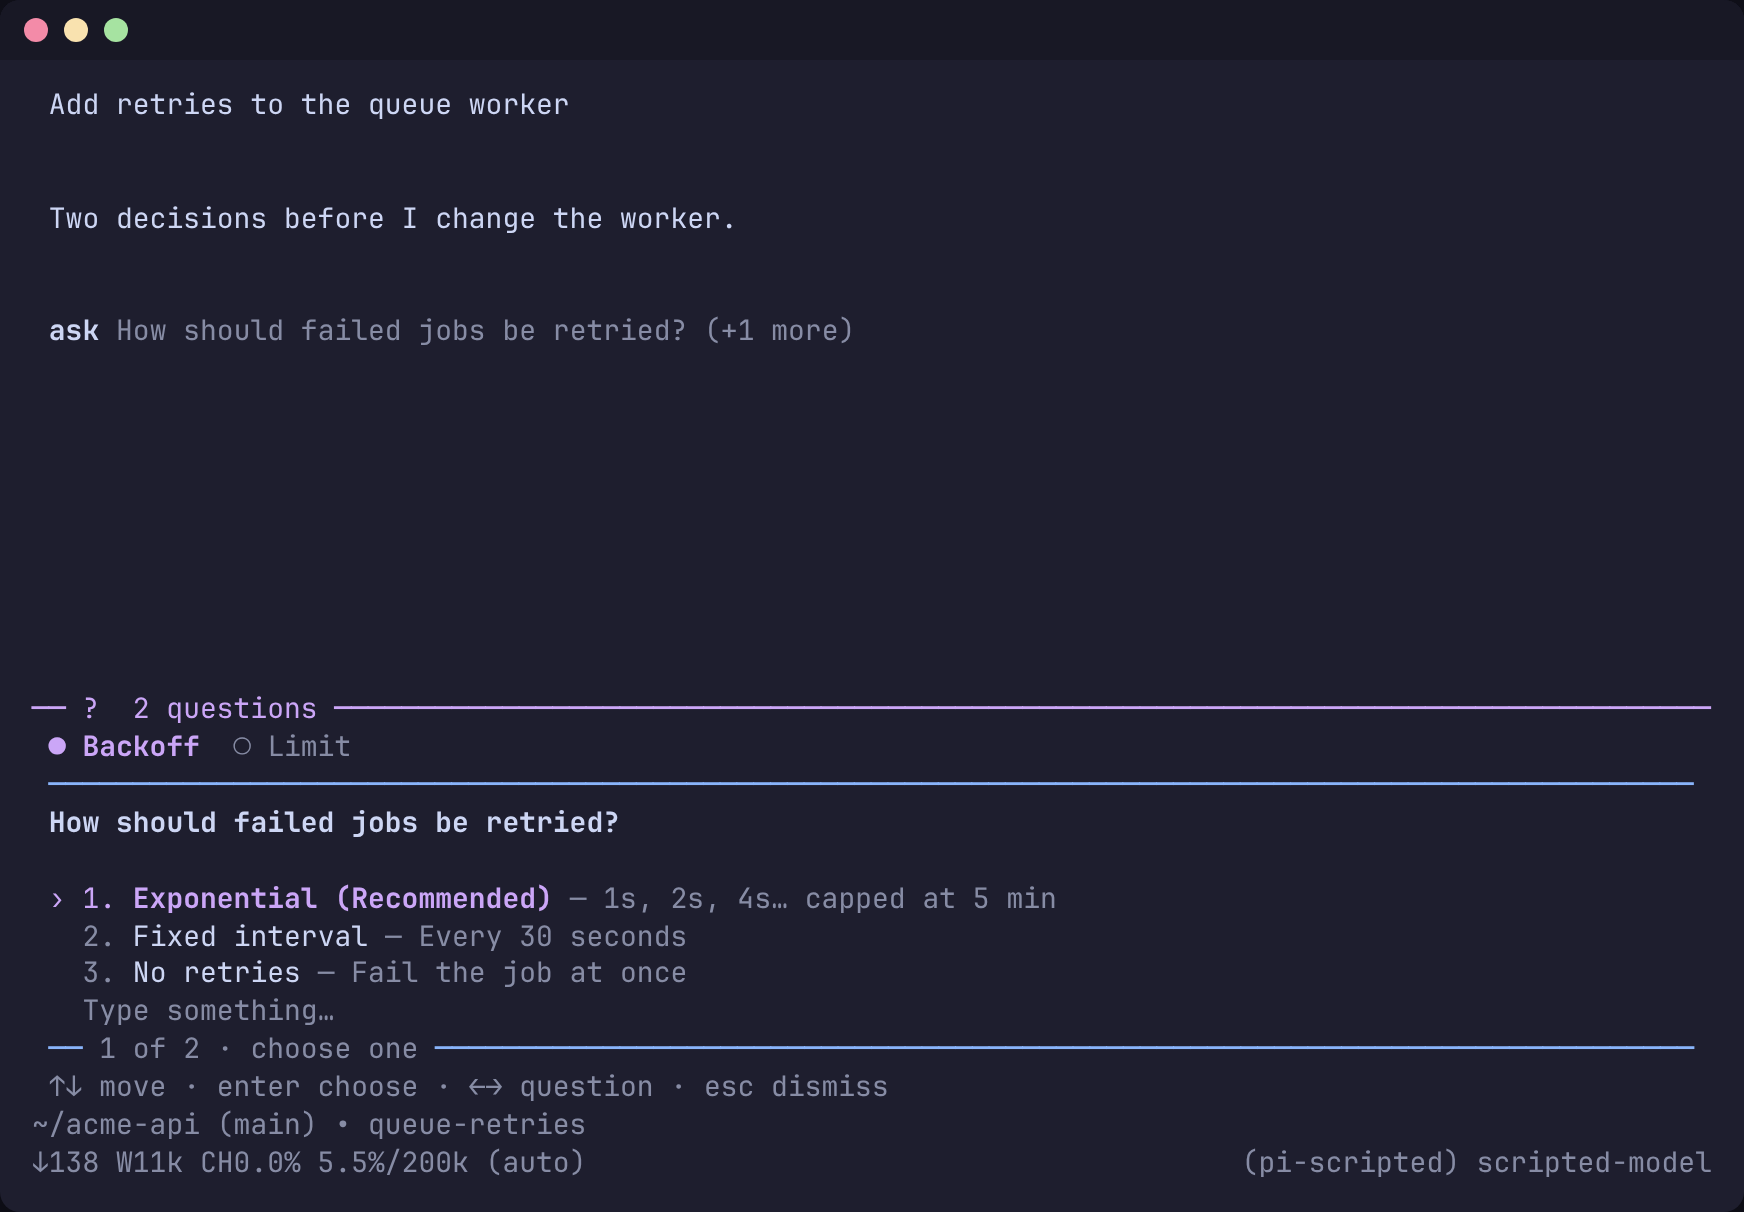 Add retries to the queue worker
Two decisions before I change the worker.
ask How should failed jobs be retried? (+1 more)
? 2 questions
● Backoff ○ Limit
How should failed jobs be retried?
› 1. Exponential (Recommended) — 1s, 2s, 4s… capped at 5 min
2. Fixed interval — Every 30 seconds
3. No retries — Fail the job at once
Type something…
1 of 2 · choose one
↑↓ move · enter choose · ←→ question · esc dismiss
~/acme-api (main) • queue-retries
↓138 W11k CH0.0% 5.5%/200k (auto) (pi-scripted) scripted-model